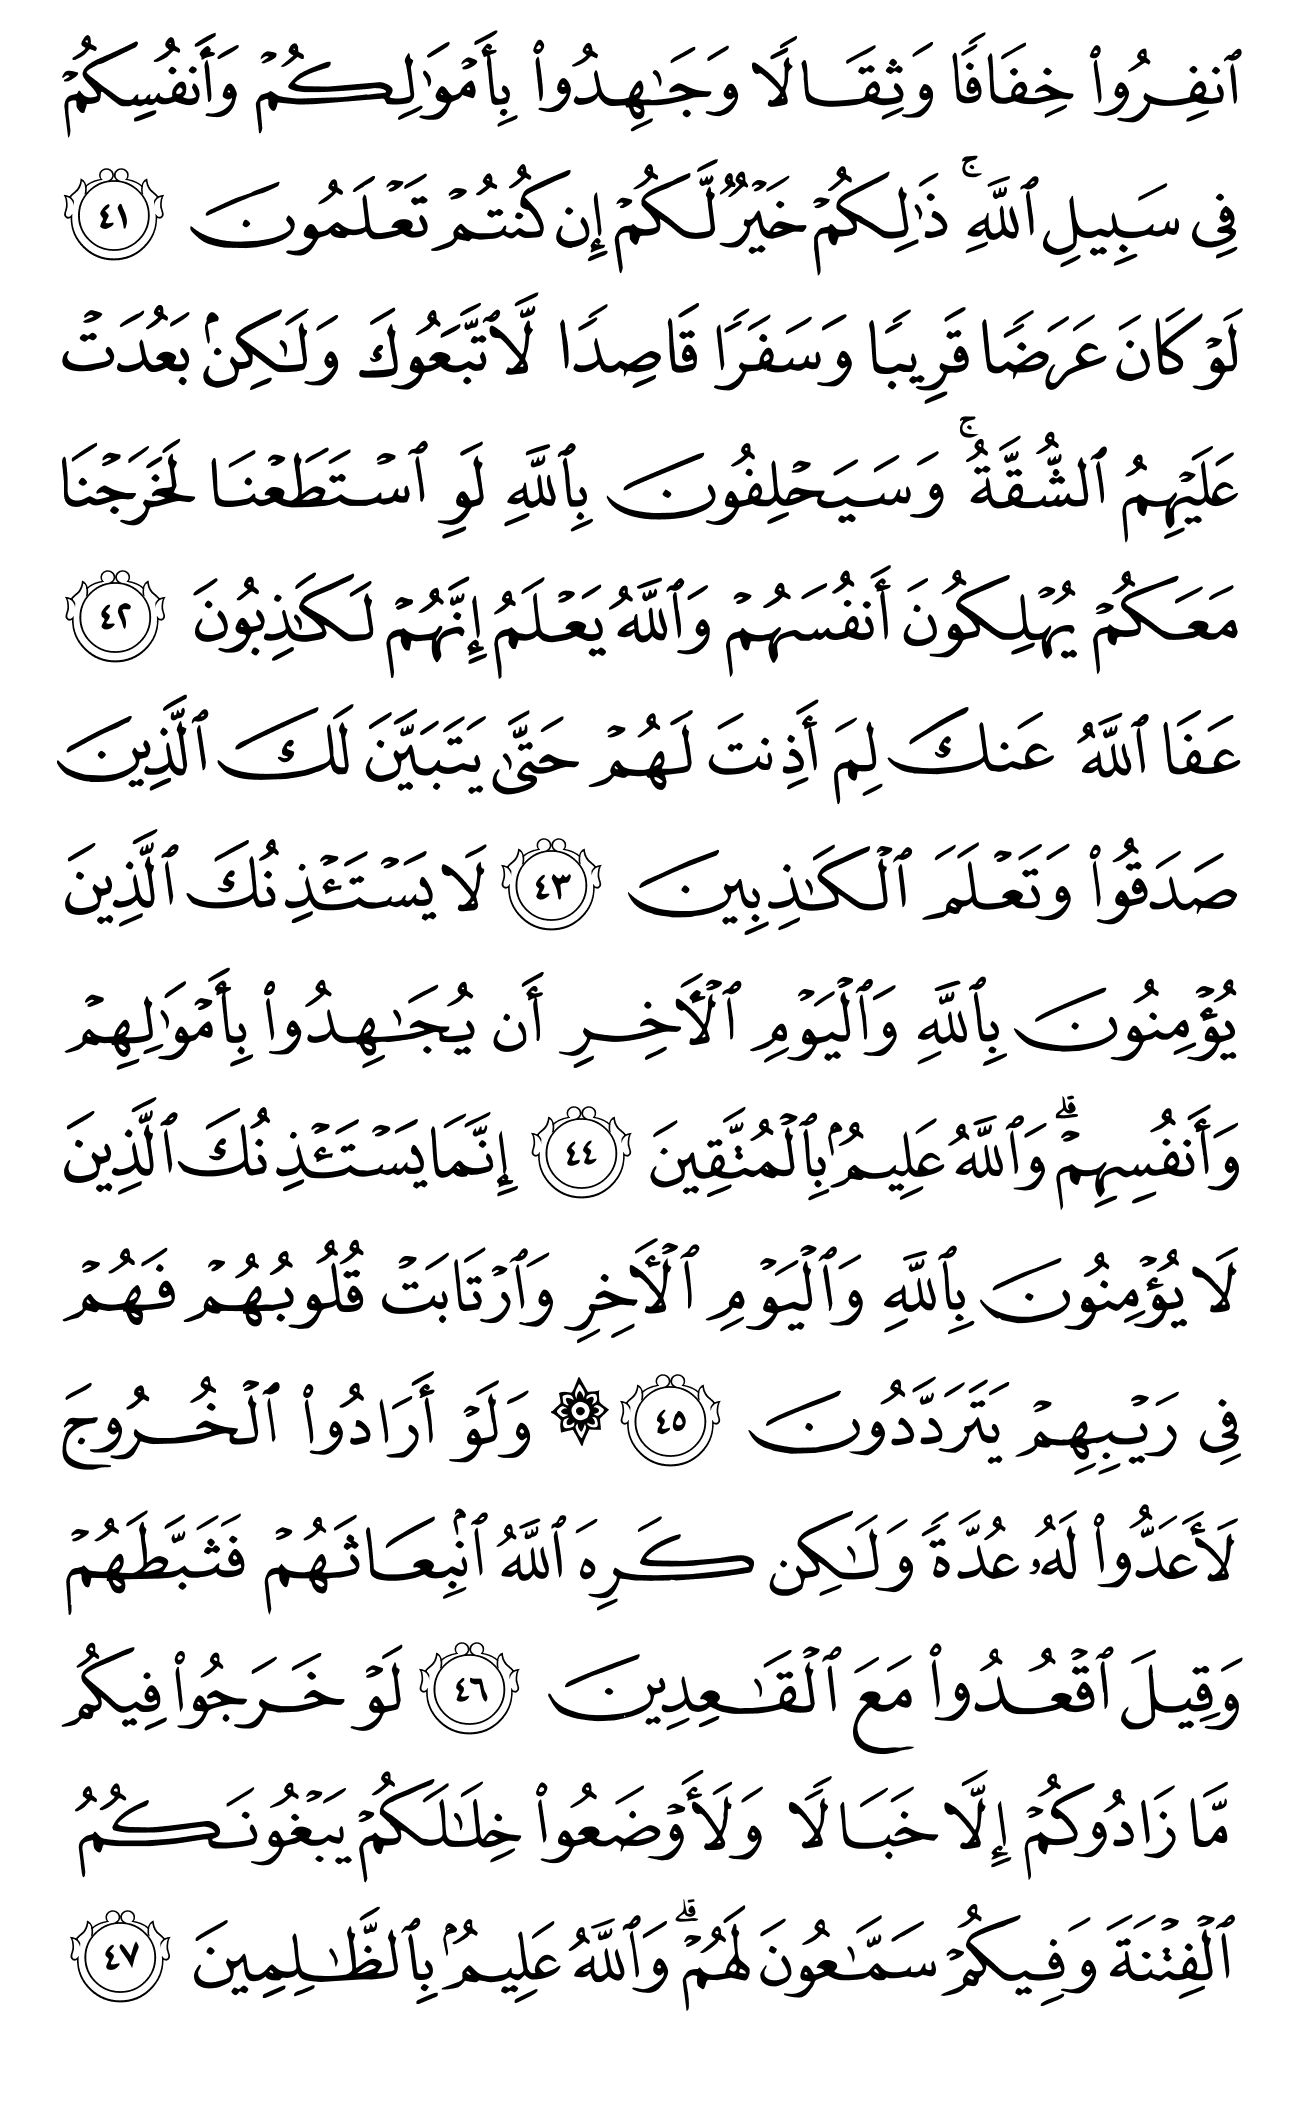 ٱنفِرُوا۟ خِفَافًا وَثِقَالًا وَجَٰهِدُوا۟ بِأَمْوَٰلِكُمْ وَأَنفُسِكُمْ
فِى سَبِيلِ ٱللَّهِ ۚ ذَٰلِكُمْ خَيْرٌ لَّكُمْ إِن كُنتُمْ تَعْلَمُونَ ٤١
لَوْ كَانَ عَرَضًا قَرِيبًا وَسَفَرًا قَاصِدًا لَّٱتَّبَعُوكَ وَلَٰكِنۢ بَعُدَتْ
عَلَيْهِمُ ٱلشُّقَّةُ ۚ وَسَيَحْلِفُونَ بِٱللَّهِ لَوِ ٱسْتَطَعْنَا لَخَرَجْنَا
مَعَكُمْ يُهْلِكُونَ أَنفُسَهُمْ وَٱللَّهُ يَعْلَمُ إِنَّهُمْ لَكَٰذِبُونَ ٤٢
عَفَا ٱللَّهُ عَنكَ لِمَ أَذِنتَ لَهُمْ حَتَّىٰ يَتَبَيَّنَ لَكَ ٱلَّذِينَ
صَدَقُوا۟ وَتَعْلَمَ ٱلْكَٰذِبِينَ ٤٣ لَا يَسْتَـْٔذِنُكَ ٱلَّذِينَ
يُؤْمِنُونَ بِٱللَّهِ وَٱلْيَوْمِ ٱلْـَٔاخِرِ أَن يُجَٰهِدُوا۟ بِأَمْوَٰلِهِمْ
وَأَنفُسِهِمْ ۗ وَٱللَّهُ عَلِيمٌۢ بِٱلْمُتَّقِينَ ٤٤ إِنَّمَا يَسْتَـْٔذِنُكَ ٱلَّذِينَ
لَا يُؤْمِنُونَ بِٱللَّهِ وَٱلْيَوْمِ ٱلْـَٔاخِرِ وَٱرْتَابَتْ قُلُوبُهُمْ فَهُمْ
فِى رَيْبِهِمْ يَتَرَدَّدُونَ ٤٥ ۞ وَلَوْ أَرَادُوا۟ ٱلْخُرُوجَ
لَأَعَدُّوا۟ لَهُۥ عُدَّةً وَلَٰكِن كَرِهَ ٱللَّهُ ٱنۢبِعَاثَهُمْ فَثَبَّطَهُمْ
وَقِيلَ ٱقْعُدُوا۟ مَعَ ٱلْقَٰعِدِينَ ٤٦ لَوْ خَرَجُوا۟ فِيكُم
مَّا زَادُوكُمْ إِلَّا خَبَالًا وَلَأَوْضَعُوا۟ خِلَٰلَكُمْ يَبْغُونَكُمُ
ٱلْفِتْنَةَ وَفِيكُمْ سَمَّٰعُونَ لَهُمْ ۗ وَٱللَّهُ عَلِيمٌۢ بِٱلظَّٰلِمِينَ ٤٧